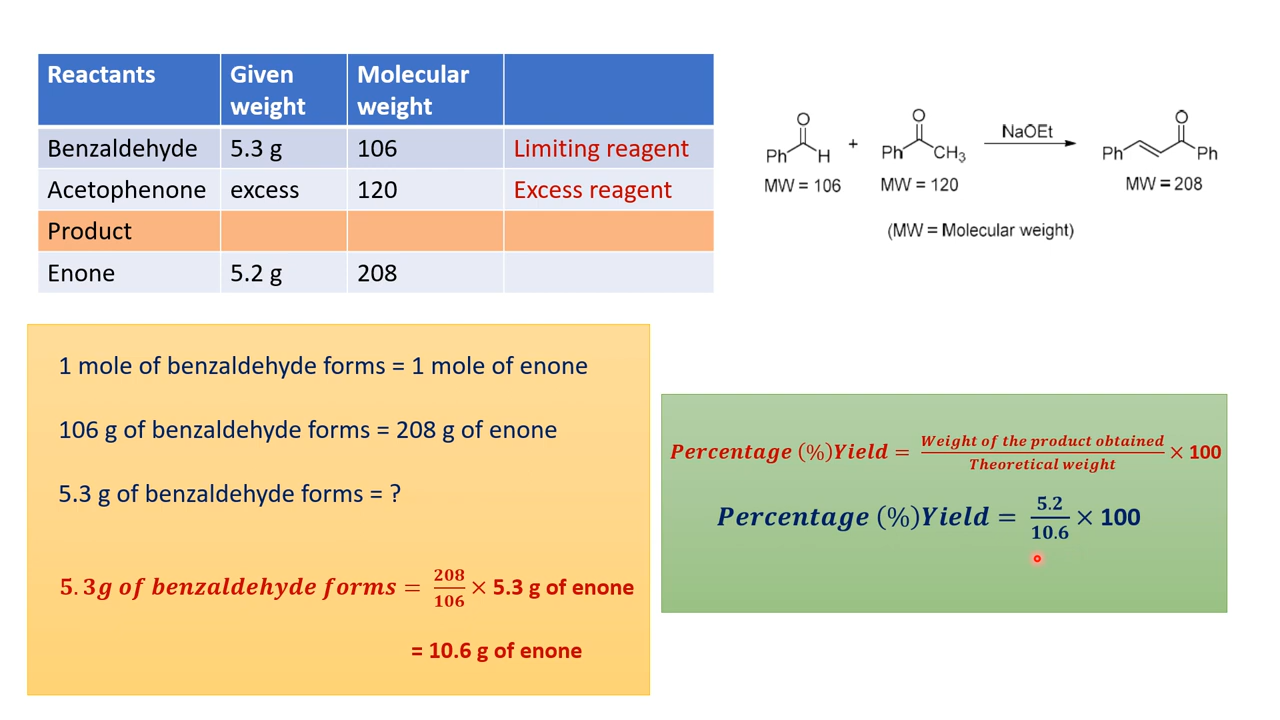 Reactants Given weight Molecular weight
Benzaldehyde 5.3 g 106 Limiting reagent
Acetophenone excess 120 Excess reagent
Product
Enone 5.2 g 208
O O O
NaOEt
Ph H + Ph CH₃ Ph Ph
MW = 106 MW = 120 MW = 208
(MW = Molecular weight)
1 mole of benzaldehyde forms = 1 mole of enone
106 g of benzaldehyde forms = 208 g of enone
5.3 g of benzaldehyde forms = ?
5.3g of benzaldehyde forms = 208/106 × 5.3 g of enone
= 10.6 g of enone
Percentage (%)Yield = Weight of the product obtained/Theoretical weight × 100
Percentage (%)Yield = 5.2/10.6 × 100